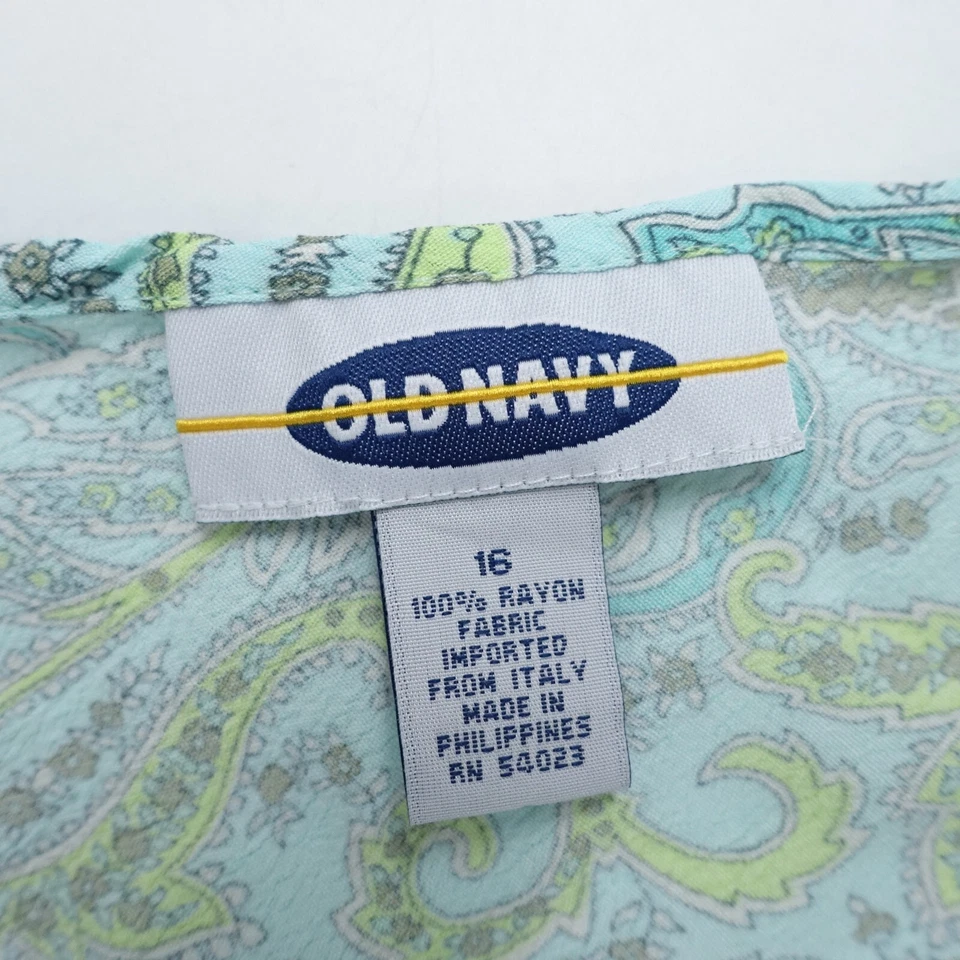 OLD NAVY
16
100% RAYON
FABRIC
IMPORTED
FROM ITALY
MADE IN
PHILIPPINES
RN 54023